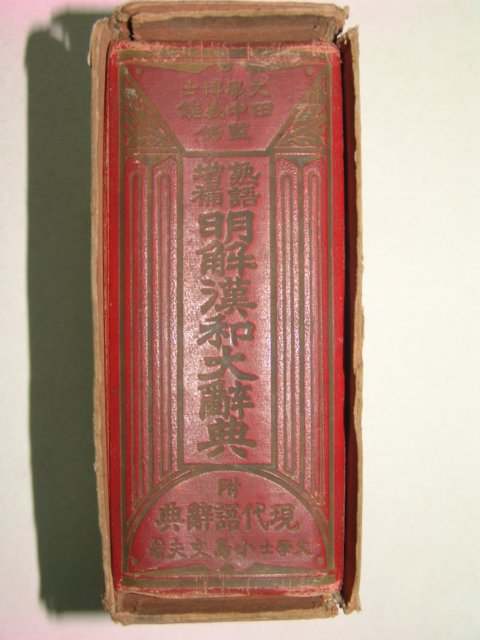 文學博士
田中義能
監修
熟語
增補
明解漢和大辭典
附
現代語辭典
文學士小島文夫著